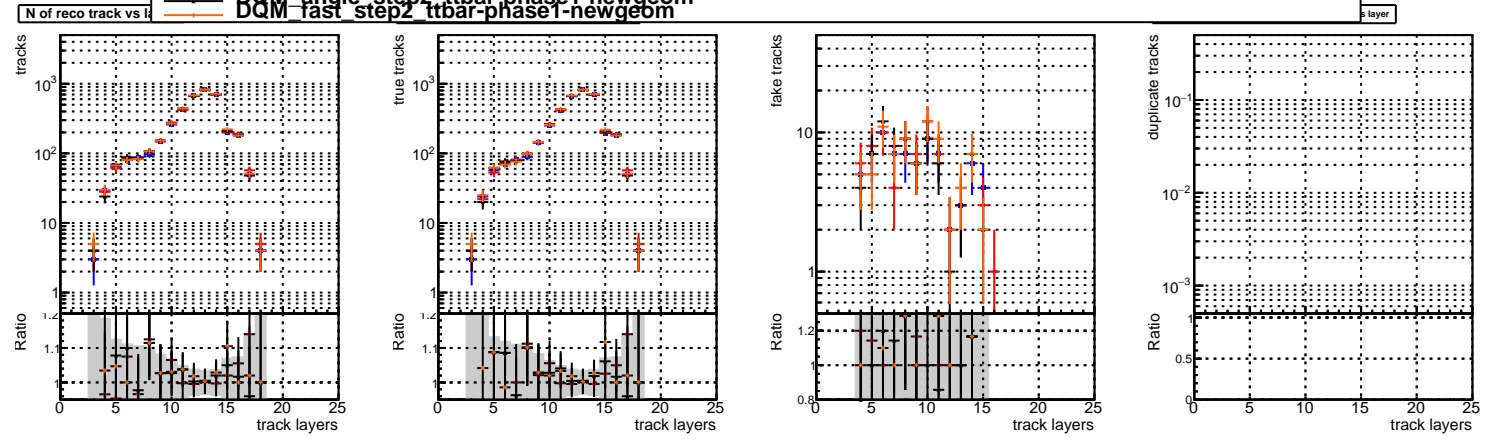 DQM_fast_step2_ttbar-phase1-newgeom
N of reco track vs la
s layer
tracks
10³
10²
10
1
Ratio
1.2
1.1
1
0 5 10 15 20 25
track layers
true tracks
10³
10²
10
1
Ratio
1.2
1.1
1
0 5 10 15 20 25
track layers
fake tracks
10
1
Ratio
1.2
1
0.8
0 5 10 15 20 25
track layers
duplicate tracks
10⁻¹
10⁻²
10⁻³
Ratio
1
0.5
0
0 5 10 15 20 25
track layers